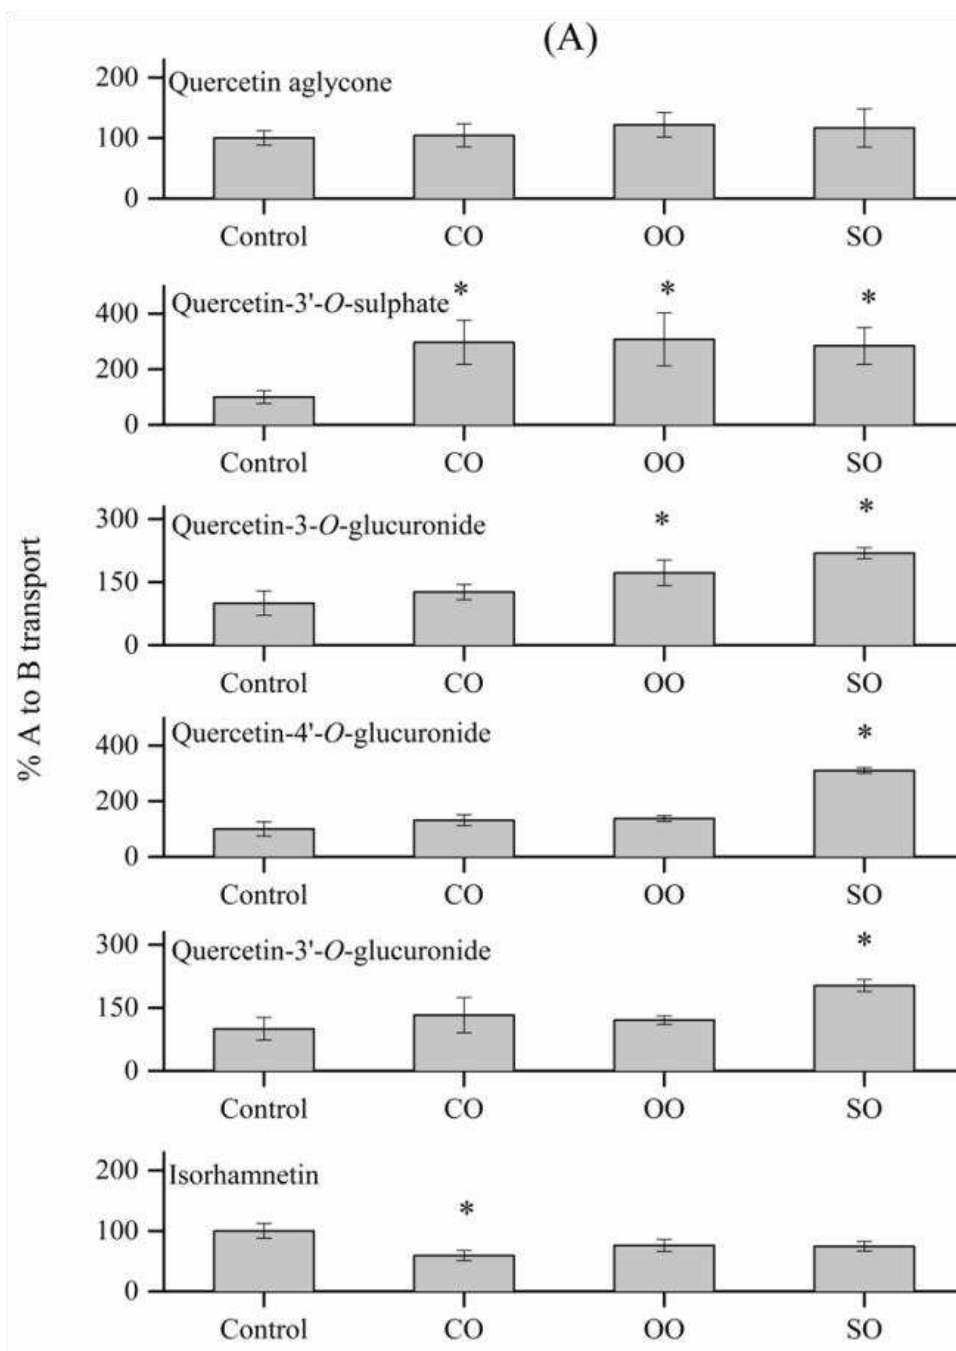 (A)
% A to B transport
Quercetin aglycone
200
100
0
Control CO OO SO
Quercetin-3'-O-sulphate
* * *
400
200
0
Control CO OO SO
Quercetin-3-O-glucuronide
* *
300
150
0
Control CO OO SO
Quercetin-4'-O-glucuronide
*
400
200
0
Control CO OO SO
Quercetin-3'-O-glucuronide
*
300
150
0
Control CO OO SO
Isorhamnetin
*
200
100
0
Control CO OO SO